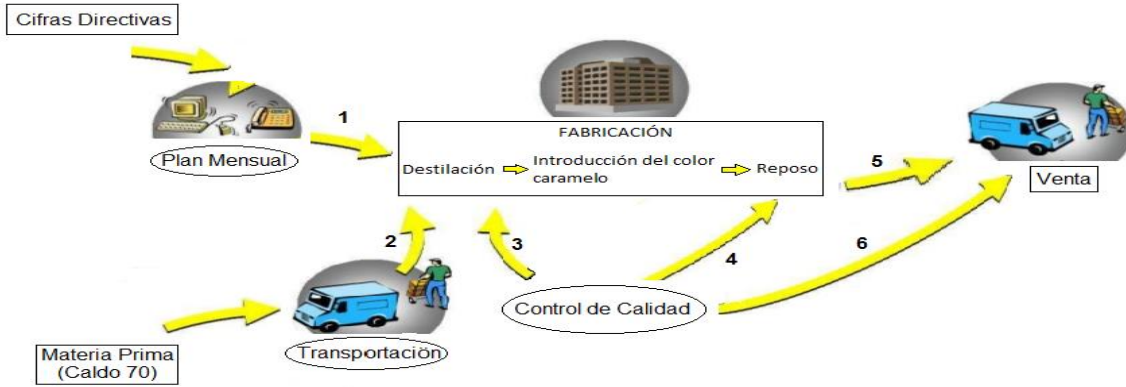 Cifras Directivas
1
Plan Mensual
FABRICACIÓN
Destilación
Introducción del color
caramelo
Reposo
5
Venta
2
3
4
6
Control de Calidad
Materia Prima
(Caldo 70)
Transportación